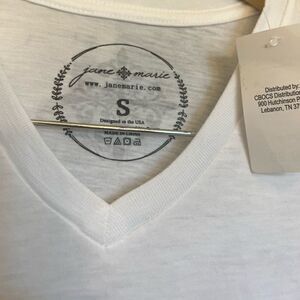 jane marie
www.janemarie.com
S
Designed in the USA
MADE IN CHINA
Distributed by:
CBOCS Distribution
900 Hutchinson P
Lebanon, TN 37